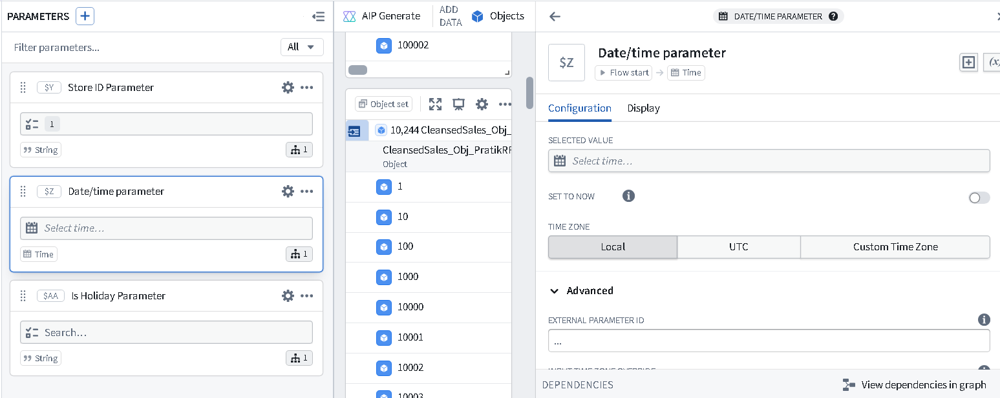 PARAMETERS
Filter parameters...
All
$Y
Store ID Parameter
1
String
1
$Z
Date/time parameter
Select time...
Time
1
$AA
Is Holiday Parameter
Search...
String
1
AIP Generate
ADD DATA
Objects
100002
Object set
10,244 CleansedSales_Obj_
CleansedSales_Obj_PratikRF
Object
1
10
100
1000
10000
10001
10002
10003
DATE/TIME PARAMETER
$Z
Date/time parameter
Flow start
Time
(x)
Configuration
Display
SELECTED VALUE
Select time...
SET TO NOW
TIME ZONE
Local
UTC
Custom Time Zone
Advanced
EXTERNAL PARAMETER ID
...
INPUT TIME ZONE OVERRIDE
DEPENDENCIES
View dependencies in graph